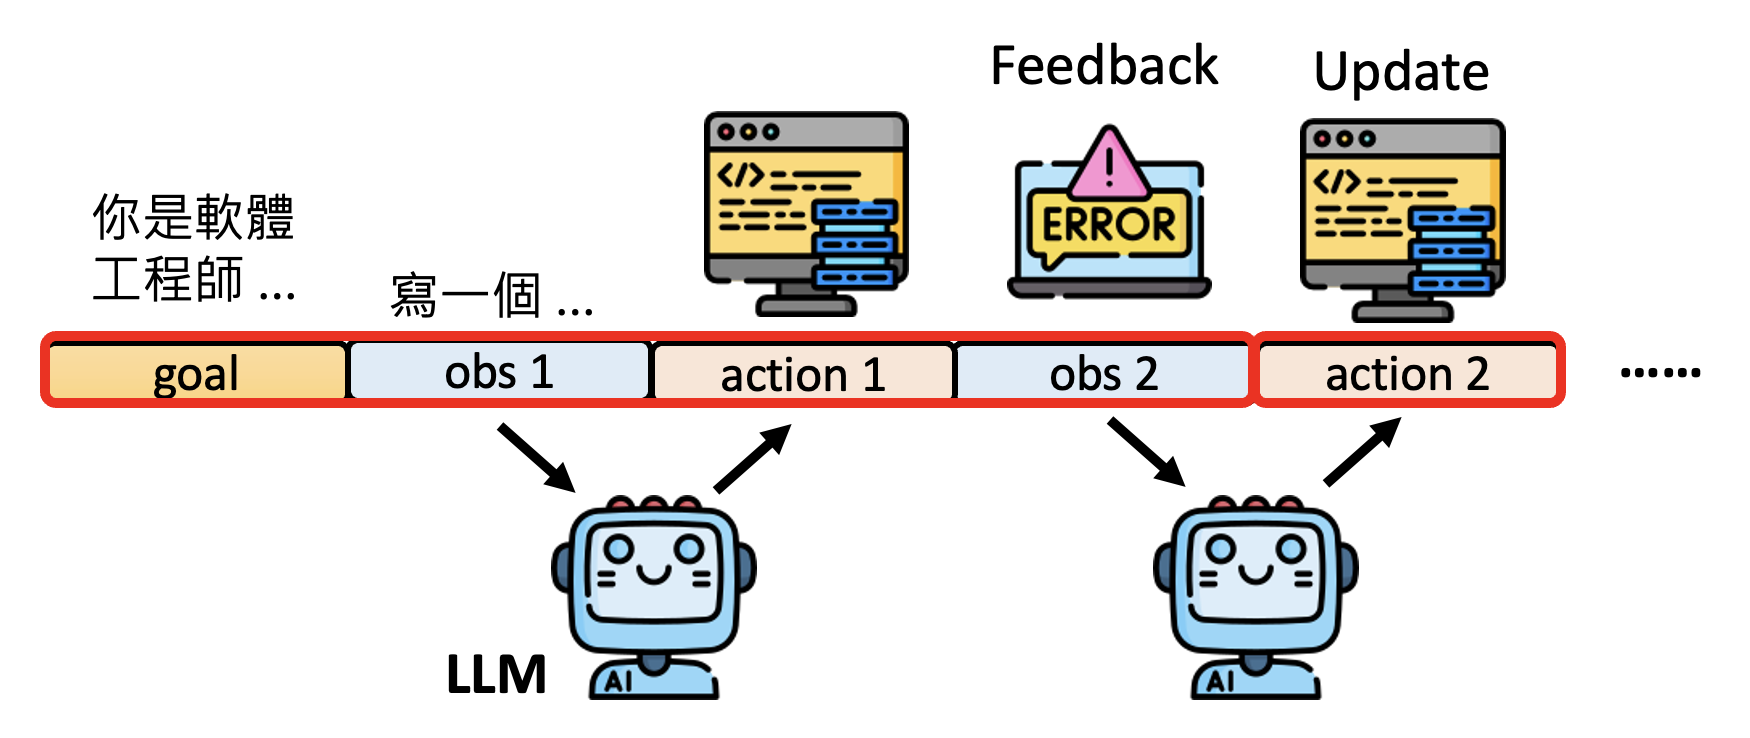 Feedback
Update
</>
</>
ERROR
你是軟體
工程師 ...
寫一個 ...
goal
obs 1
action 1
obs 2
action 2
......
LLM
AI
AI